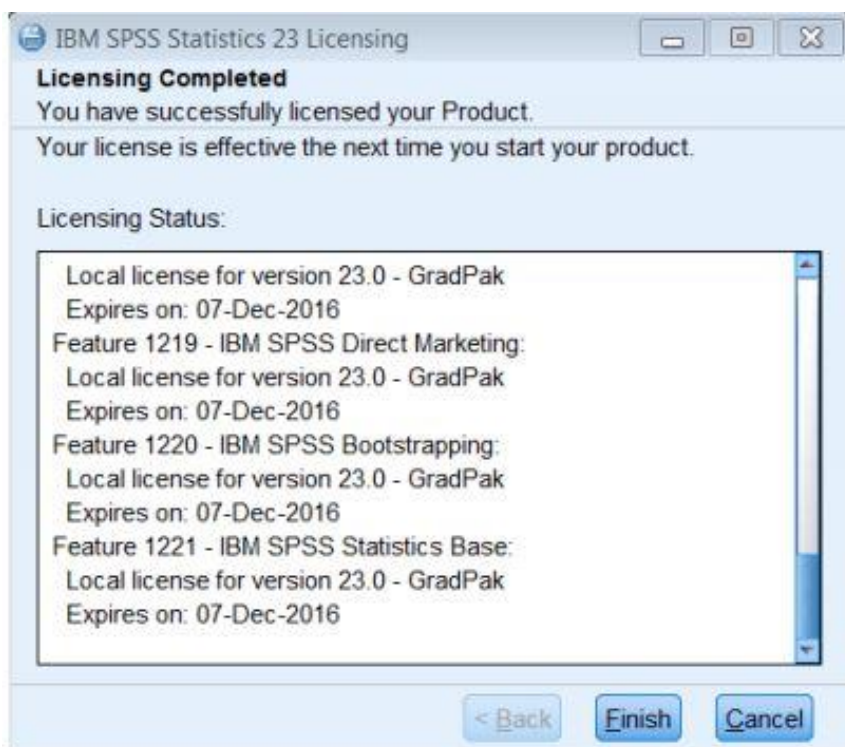 IBM SPSS Statistics 23 Licensing
Licensing Completed
You have successfully licensed your Product.
Your license is effective the next time you start your product.
Licensing Status:
Local license for version 23.0 - GradPak
Expires on: 07-Dec-2016
Feature 1219 - IBM SPSS Direct Marketing:
Local license for version 23.0 - GradPak
Expires on: 07-Dec-2016
Feature 1220 - IBM SPSS Bootstrapping:
Local license for version 23.0 - GradPak
Expires on: 07-Dec-2016
Feature 1221 - IBM SPSS Statistics Base:
Local license for version 23.0 - GradPak
Expires on: 07-Dec-2016
< Back Finish Cancel